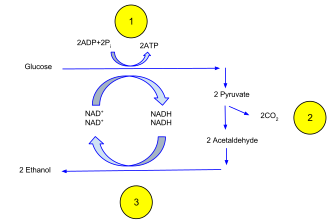 1
2ADP+2Pi 2ATP
Glucose
2 Pyruvate
NAD+ NADH
NAD+ NADH
2CO2 2
2 Acetaldehyde
2 Ethanol
3